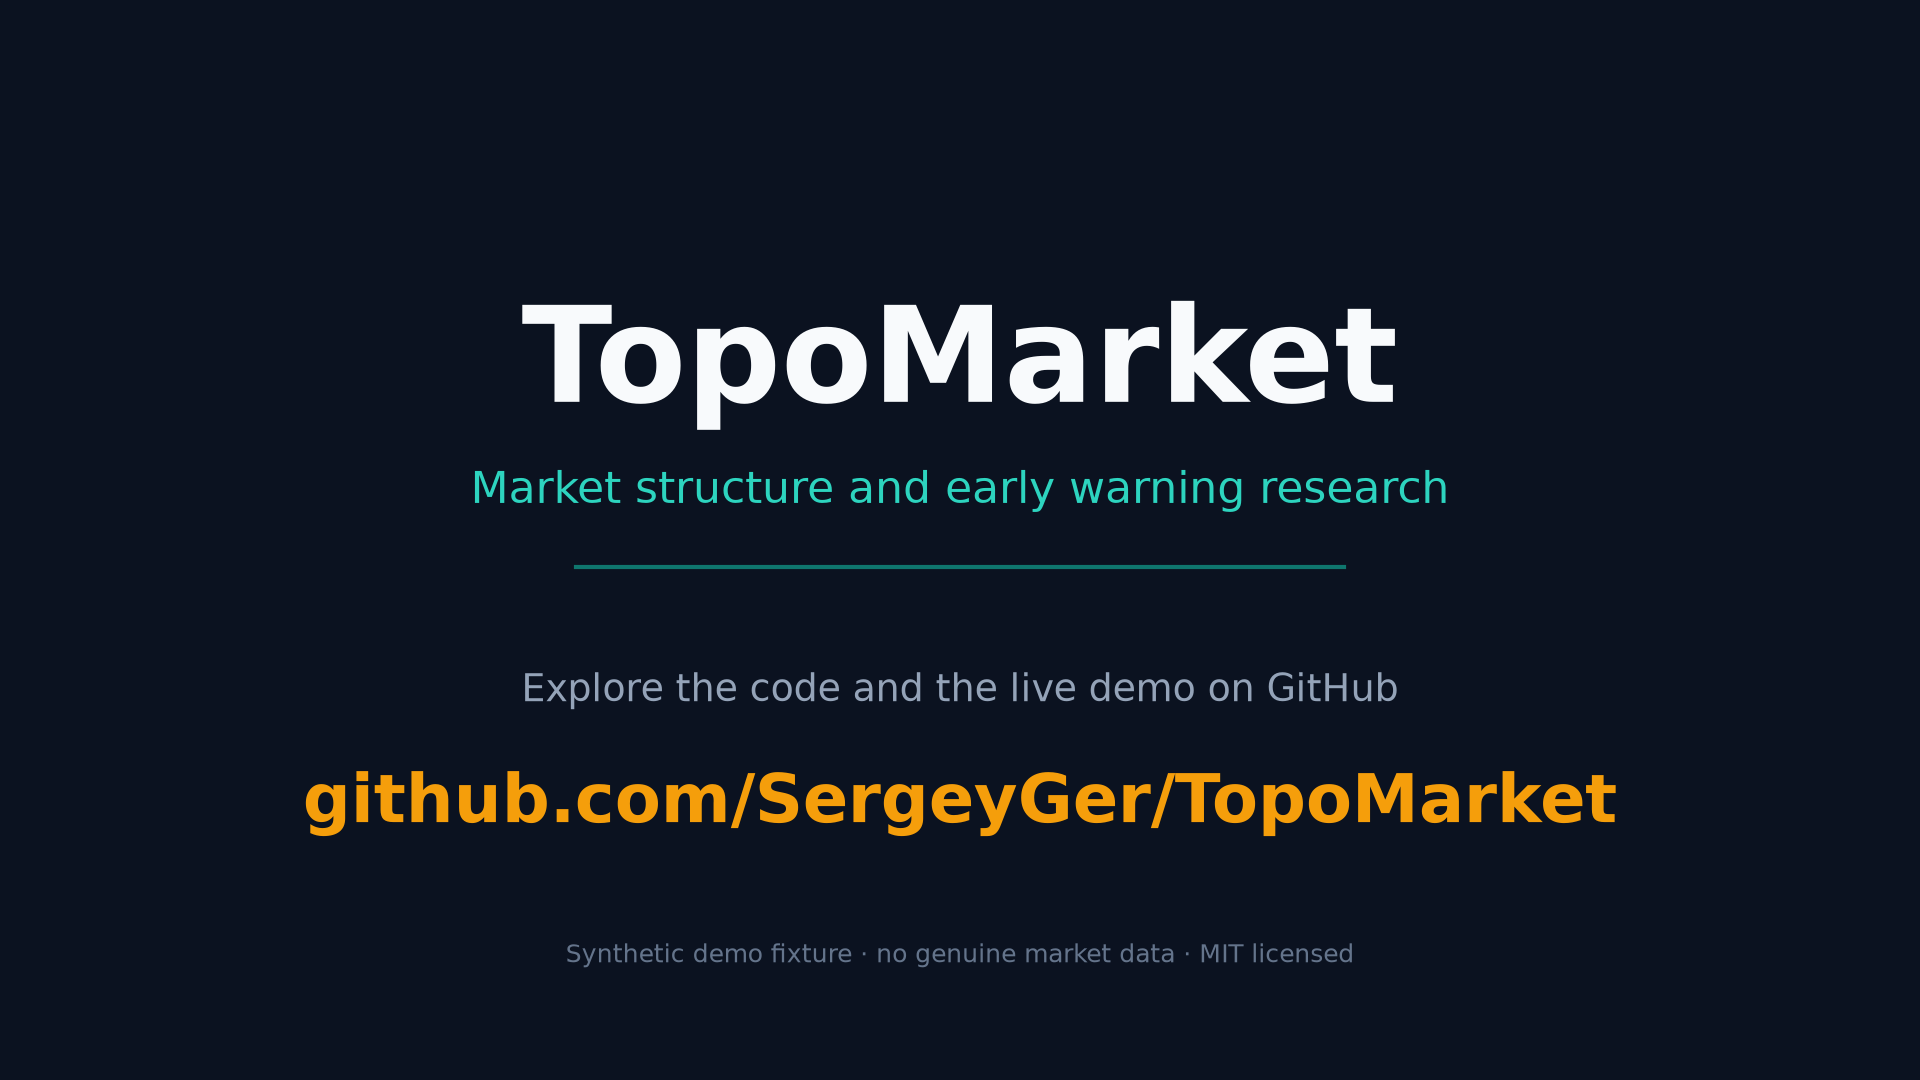 TopoMarket
Market structure and early warning research
Explore the code and the live demo on GitHub
github.com/SergeyGer/TopoMarket
Synthetic demo fixture · no genuine market data · MIT licensed